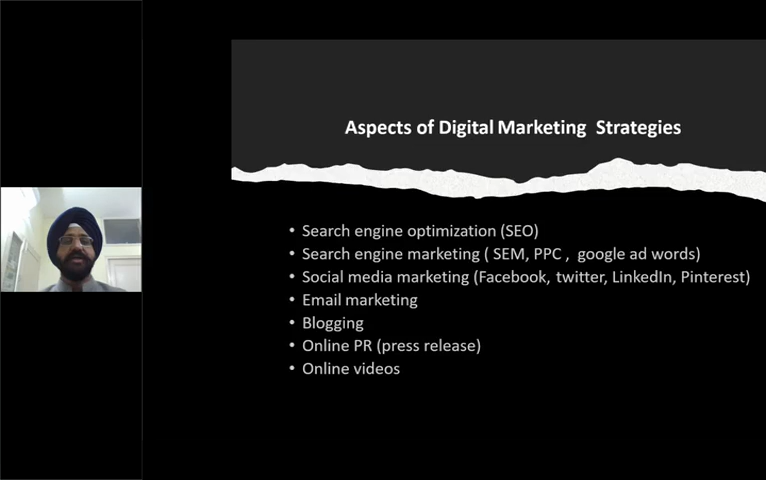 Aspects of Digital Marketing Strategies
• Search engine optimization (SEO)
• Search engine marketing ( SEM, PPC , google ad words)
• Social media marketing (Facebook, twitter, LinkedIn, Pinterest)
• Email marketing
• Blogging
• Online PR (press release)
• Online videos